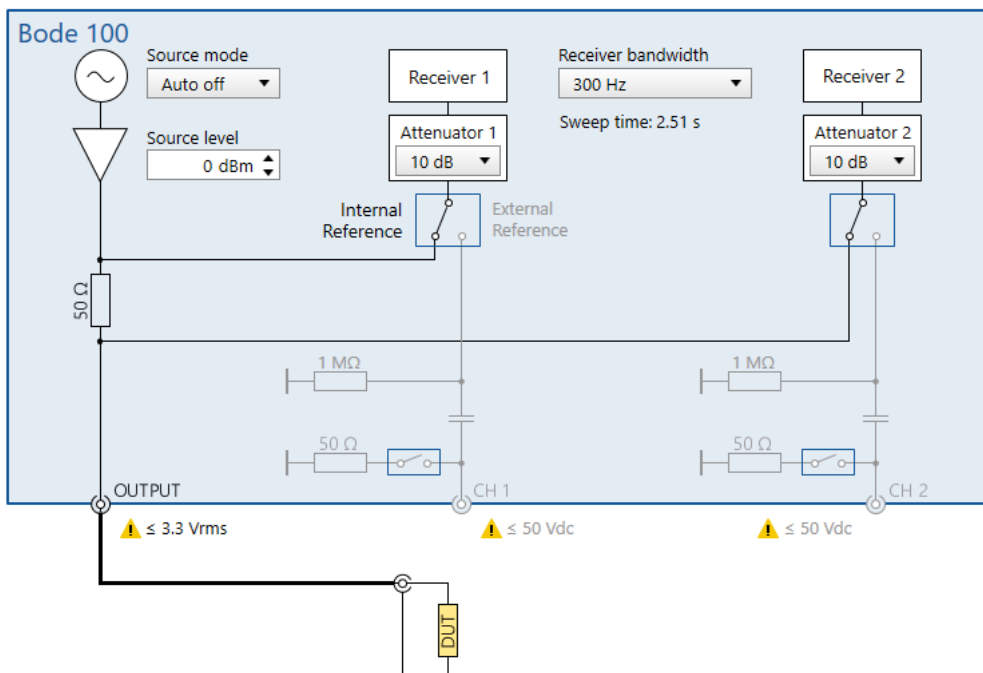 Bode 100
Source mode
Auto off
Source level
0 dBm
Receiver 1
Attenuator 1
10 dB
Receiver bandwidth
300 Hz
Sweep time: 2.51 s
Receiver 2
Attenuator 2
10 dB
Internal
Reference
External
Reference
50 Ω
1 MΩ
1 MΩ
50 Ω
50 Ω
OUTPUT
CH 1
CH 2
≤ 3.3 Vrms
≤ 50 Vdc
≤ 50 Vdc
DUT